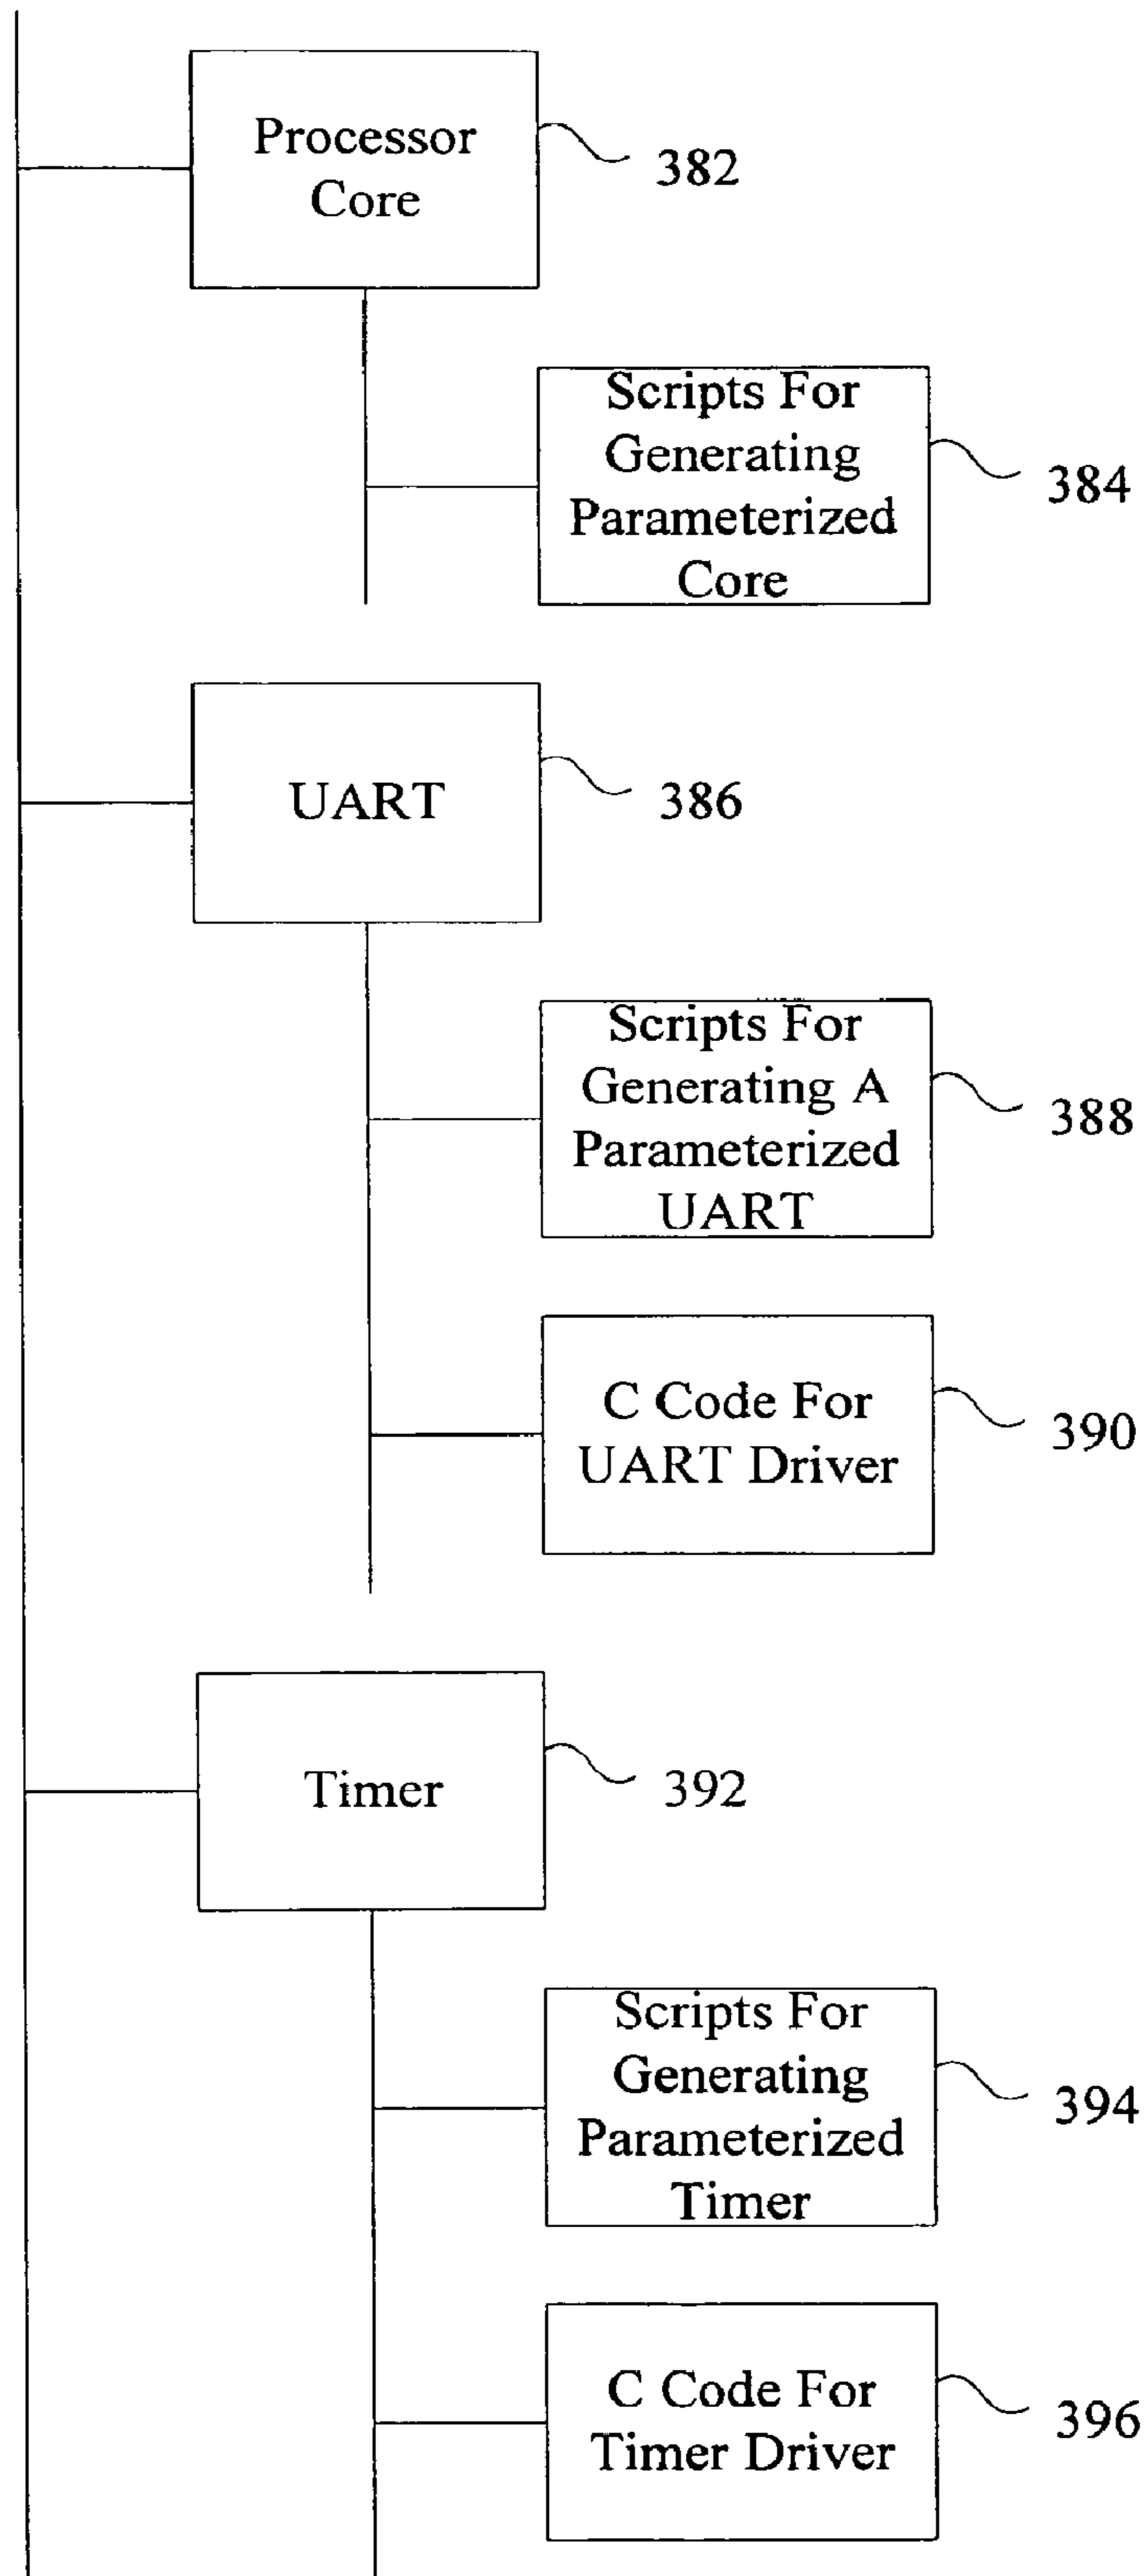 Processor
Core
382
Scripts For
Generating
Parameterized
Core
384
UART
386
Scripts For
Generating A
Parameterized
UART
388
C Code For
UART Driver
390
Timer
392
Scripts For
Generating
Parameterized
Timer
394
C Code For
Timer Driver
396